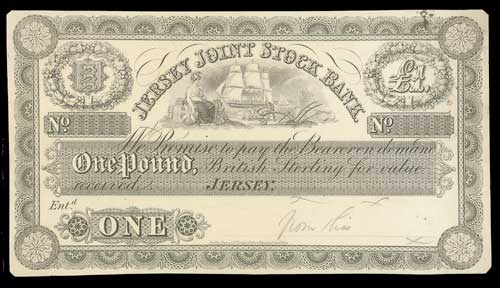 JERSEY JOINT STOCK BANK
£1.
No. No.
We Promise to pay the Bearer on demand
One Pound, British Sterling for value
received JERSEY.
Ent.d
ONE